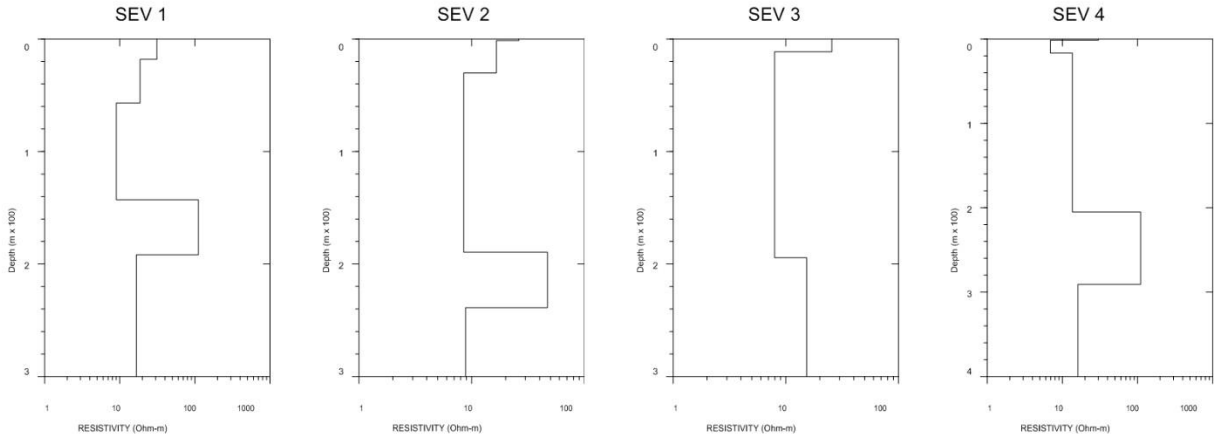 SEV 1
0
1
2
3
Depth (m x 100)
1 10 100 1000
RESISTIVITY (Ohm-m)
SEV 2
0
1
2
3
Depth (m x 100)
1 10 100
RESISTIVITY (Ohm-m)
SEV 3
0
1
2
3
Depth (m x 100)
1 10 100
RESISTIVITY (Ohm-m)
SEV 4
0
1
2
3
4
Depth (m x 100)
1 10 100 1000
RESISTIVITY (Ohm-m)